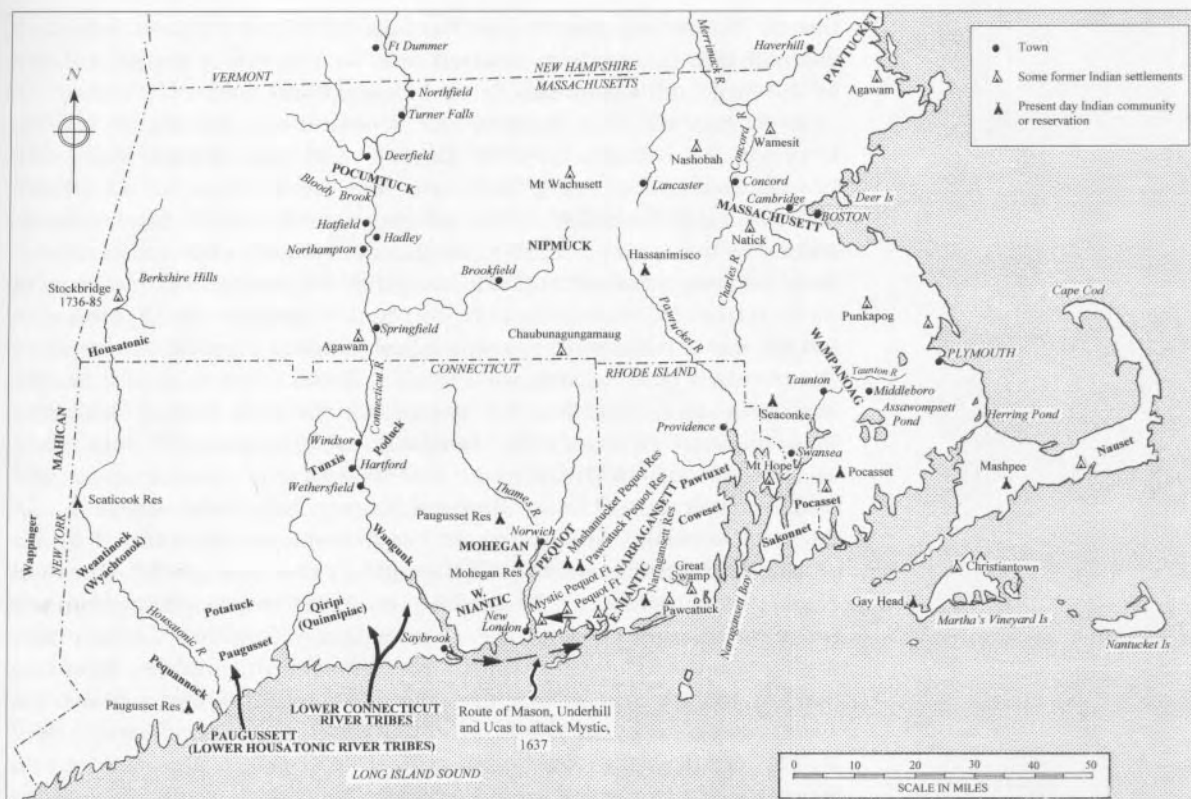 Ft Dummer
VERMONT
NEW HAMPSHIRE
MASSACHUSETTS
Merrimack R
Haverhill
PAWTUCKET
Agawam
Town
Some former Indian settlements
Present day Indian community
or reservation
N
Northfield
Turner Falls
Deerfield
POCUMTUCK
Bloody Brook
Hatfield
Hadley
Northampton
Mt Wachusett
Nashobah
Wamesit
Concord R
Lancaster
Concord
Cambridge
Deer Is
MASSACHUSETT
BOSTON
Natick
NIPMUCK
Hassanimisco
Brookfield
Charles R
Stockbridge
1736-85
Berkshire Hills
Housatonic
Springfield
Agawam
Chaubunagungamaug
Pawtucket R
Punkapog
Cape Cod
PLYMOUTH
WAMPANOAG
Taunton R
Taunton
Middleboro
Assawompsett
Pond
Herring Pond
CONNECTICUT
RHODE ISLAND
Connecticut R
Seaconke
Providence
Swansea
Mt Hope
Pocasset
Pocasset
Sakonnet
Mashpee
Nauset
MAHICAN
Windsor
Podunk
Tunxis
Hartford
Wethersfield
Scaticook Res
Wappinger
NEW YORK
Weantinock
(Wyachtonok)
Thames R
Paugusset Res
Norwich
MOHEGAN
Mohegan Res
PEQUOT
Mashantucket Pequot Res
Pawcatuck Pequot Res
Pawtuxet
Coweset
NARRAGANSETT
Narragansett Res
ENIANTIC
Mystic Pequot Ft
Pequot Ft
Great
Swamp
Pawcatuck
Narragansett Bay
Wangunk
W.
NIANTIC
New
London
Saybrook
Christiantown
Gay Head
Martha's Vineyard Is
Nantucket Is
Housatonic R
Potatuck
Paugusset
Qiripi
(Quinnipiac)
Pequannock
Paugusset Res
PAUGUSSETT
(LOWER HOUSATONIC RIVER TRIBES)
LOWER CONNECTICUT
RIVER TRIBES
Route of Mason, Underhill
and Ucas to attack Mystic,
1637
LONG ISLAND SOUND
0 10 20 30 40 50
SCALE IN MILES